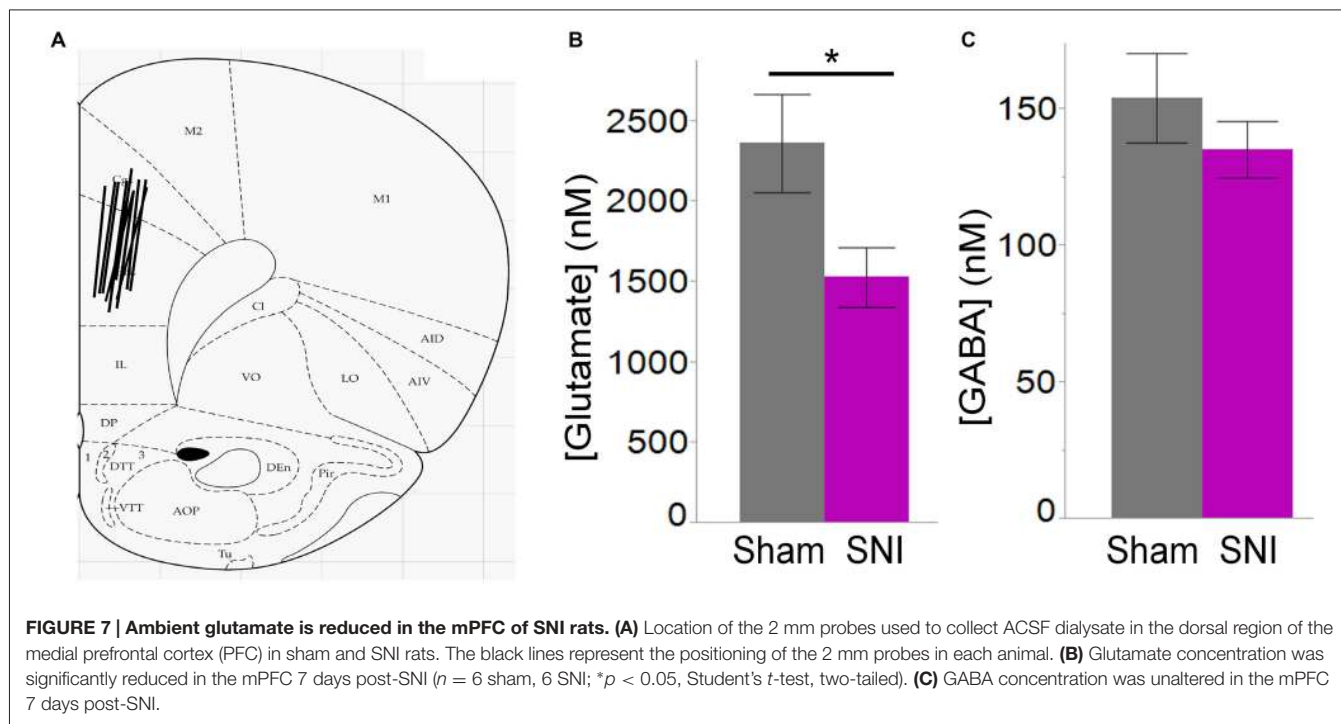 A
M2
Cg
M1
Cl
AID
IL
VO
LO
AIV
DP
1
2
3
DTT
DEn
Pir
VTT
AOP
Tu
B
*
[Glutamate] (nM)
2500
2000
1500
1000
500
0
Sham SNI
C
[GABA] (nM)
150
100
50
0
Sham SNI
FIGURE 7 | Ambient glutamate is reduced in the mPFC of SNI rats. (A) Location of the 2 mm probes used to collect ACSF dialysate in the dorsal region of the
medial prefrontal cortex (PFC) in sham and SNI rats. The black lines represent the positioning of the 2 mm probes in each animal. (B) Glutamate concentration was
significantly reduced in the mPFC 7 days post-SNI (n = 6 sham, 6 SNI; *p < 0.05, Student's t-test, two-tailed). (C) GABA concentration was unaltered in the mPFC
7 days post-SNI.